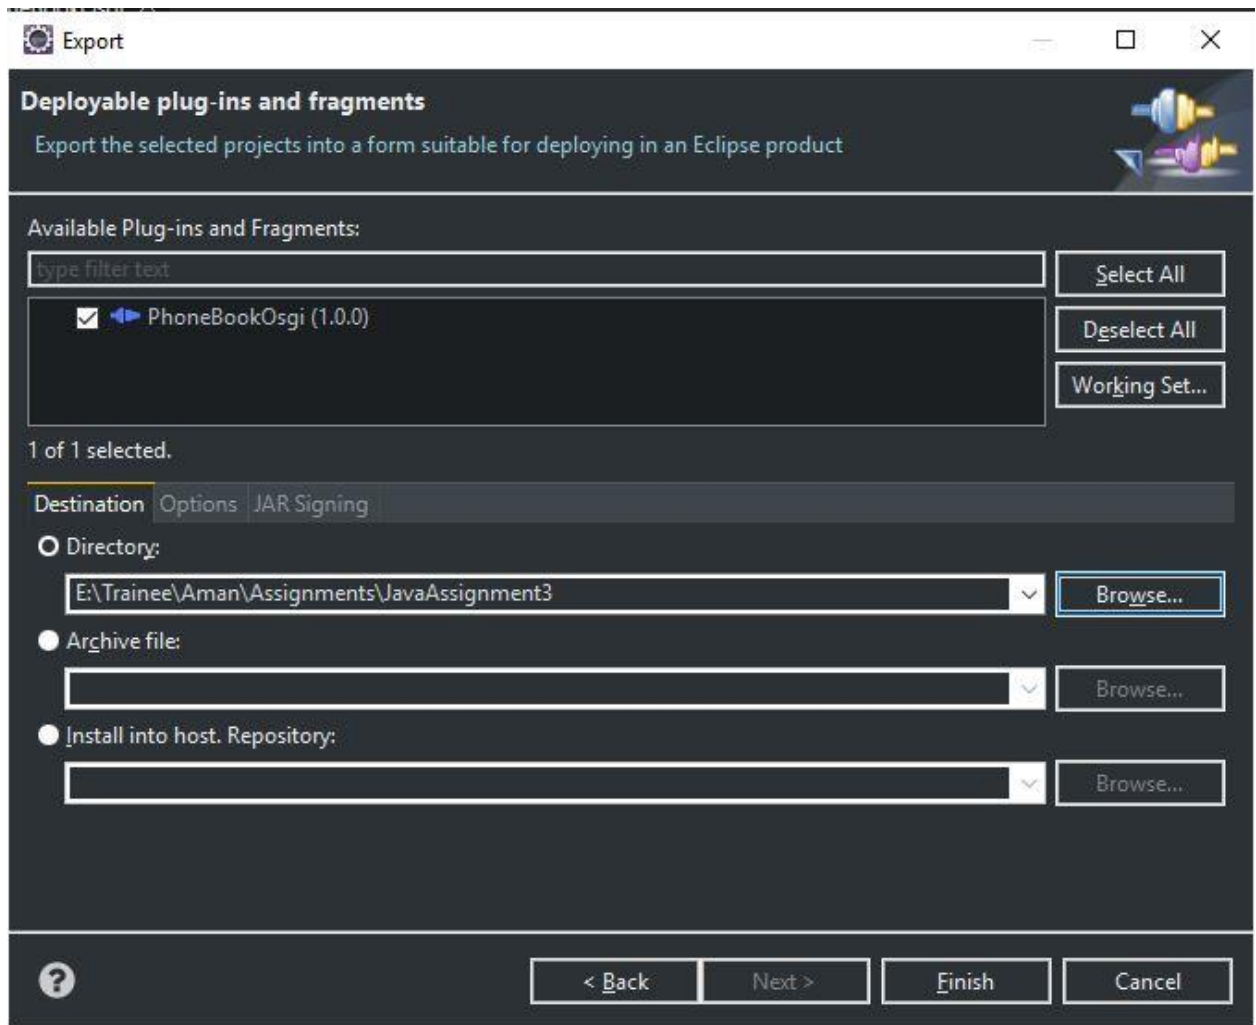 Export
Deployable plug-ins and fragments
Export the selected projects into a form suitable for deploying in an Eclipse product
Available Plug-ins and Fragments:
type filter text
Select All
PhoneBookOsgi (1.0.0)
Deselect All
Working Set...
1 of 1 selected.
Destination Options JAR Signing
Directory:
E:\Trainee\Aman\Assignments\JavaAssignment3
Browse...
Archive file:
Browse...
Install into host. Repository:
Browse...
< Back Next > Finish Cancel